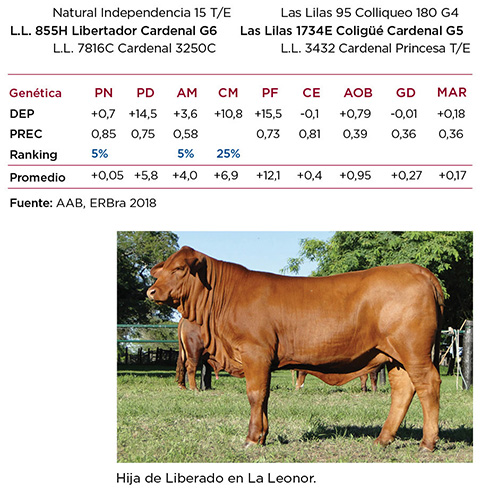 Natural Independencia 15 T/E
L.L. 855H Libertador Cardenal G6
L.L. 7816C Cardenal 3250C
Las Lilas 95 Colliqueo 180 G4
Las Lilas 1734E Coligüé Cardenal G5
L.L. 3432 Cardenal Princesa T/E
Genética PN PD AM CM PF CE AOB GD MAR
DEP +0,7 +14,5 +3,6 +10,8 +15,5 -0,1 +0,79 -0,01 +0,18
PREC 0,85 0,75 0,58 0,73 0,81 0,39 0,36 0,36
Ranking 5% 5% 25%
Promedio +0,05 +5,8 +4,0 +6,9 +12,1 +0,4 +0,95 +0,27 +0,17
Fuente: AAB, ERBra 2018
Hija de Liberado en La Leonor.